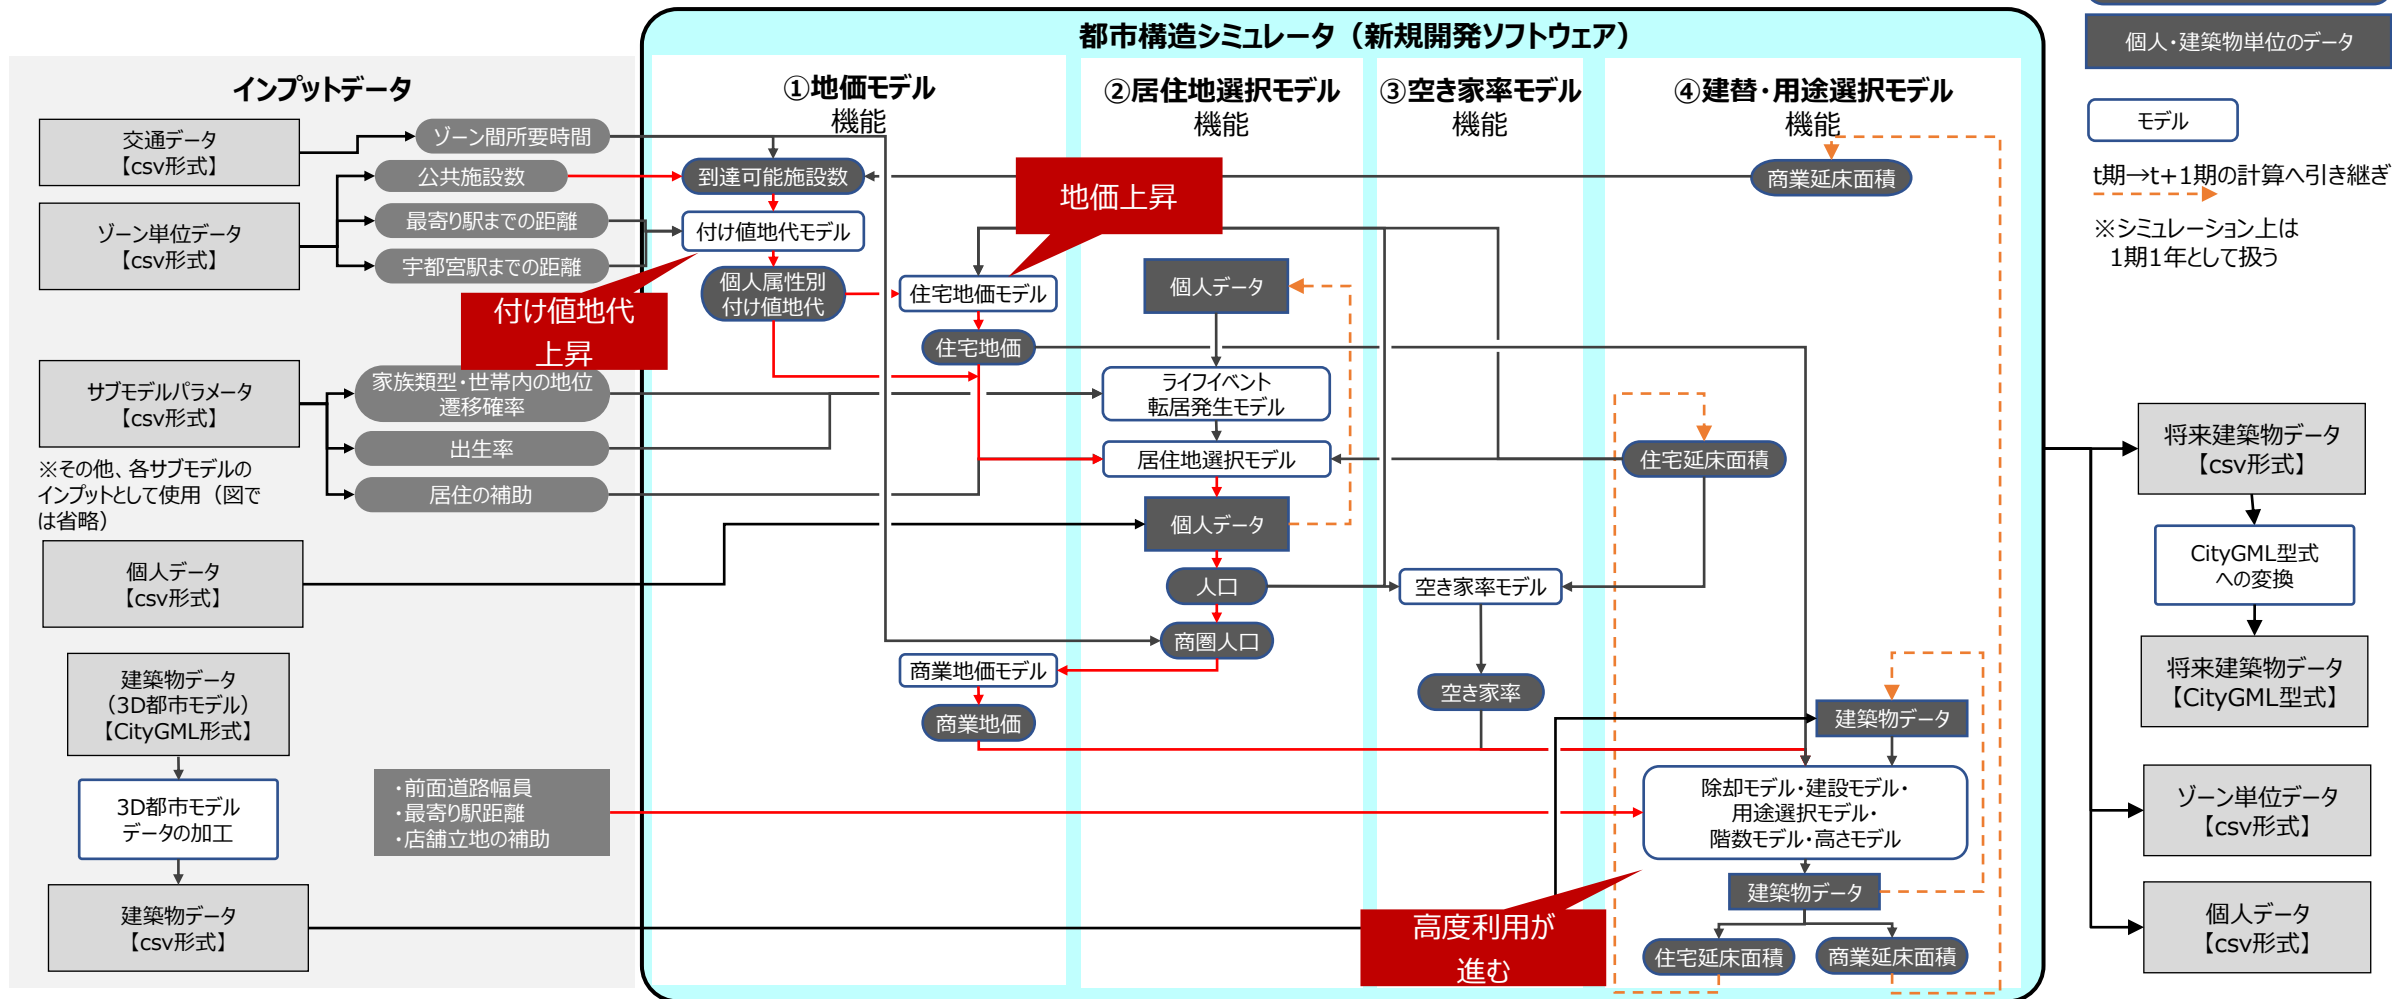 都市構造シミュレータ（新規開発ソフトウェア）
インプットデータ
交通データ
【csv形式】
ゾーン単位データ
【csv形式】
サブモデルパラメータ
【csv形式】
※その他、各サブモデルの
インプットとして使用（図で
は省略）
個人データ
【csv形式】
建築物データ
（3D都市モデル）
【CityGML形式】
3D都市モデル
データの加工
建築物データ
【csv形式】
ゾーン間所要時間
公共施設数
最寄り駅までの距離
宇都宮駅までの距離
付け値地代
上昇
家族類型・世帯内の地位
遷移確率
出生率
居住の補助
・前面道路幅員
・最寄り駅距離
・店舗立地の補助
①地価モデル
機能
到達可能施設数
付け値地代モデル
個人属性別
付け値地代
住宅地価モデル
住宅地価
商業地価モデル
商業地価
地価上昇
②居住地選択モデル
機能
個人データ
ライフイベント
転居発生モデル
居住地選択モデル
個人データ
人口
商圏人口
③空き家率モデル
機能
空き家率モデル
空き家率
④建替・用途選択モデル
機能
商業延床面積
住宅延床面積
建築物データ
除却モデル・建設モデル・
用途選択モデル・
階数モデル・高さモデル
建築物データ
住宅延床面積
商業延床面積
高度利用が
進む
個人・建築物単位のデータ
モデル
t期→t+1期の計算へ引き継ぎ
※シミュレーション上は
1期1年として扱う
将来建築物データ
【csv形式】
CityGML型式
への変換
将来建築物データ
【CityGML型式】
ゾーン単位データ
【csv形式】
個人データ
【csv形式】